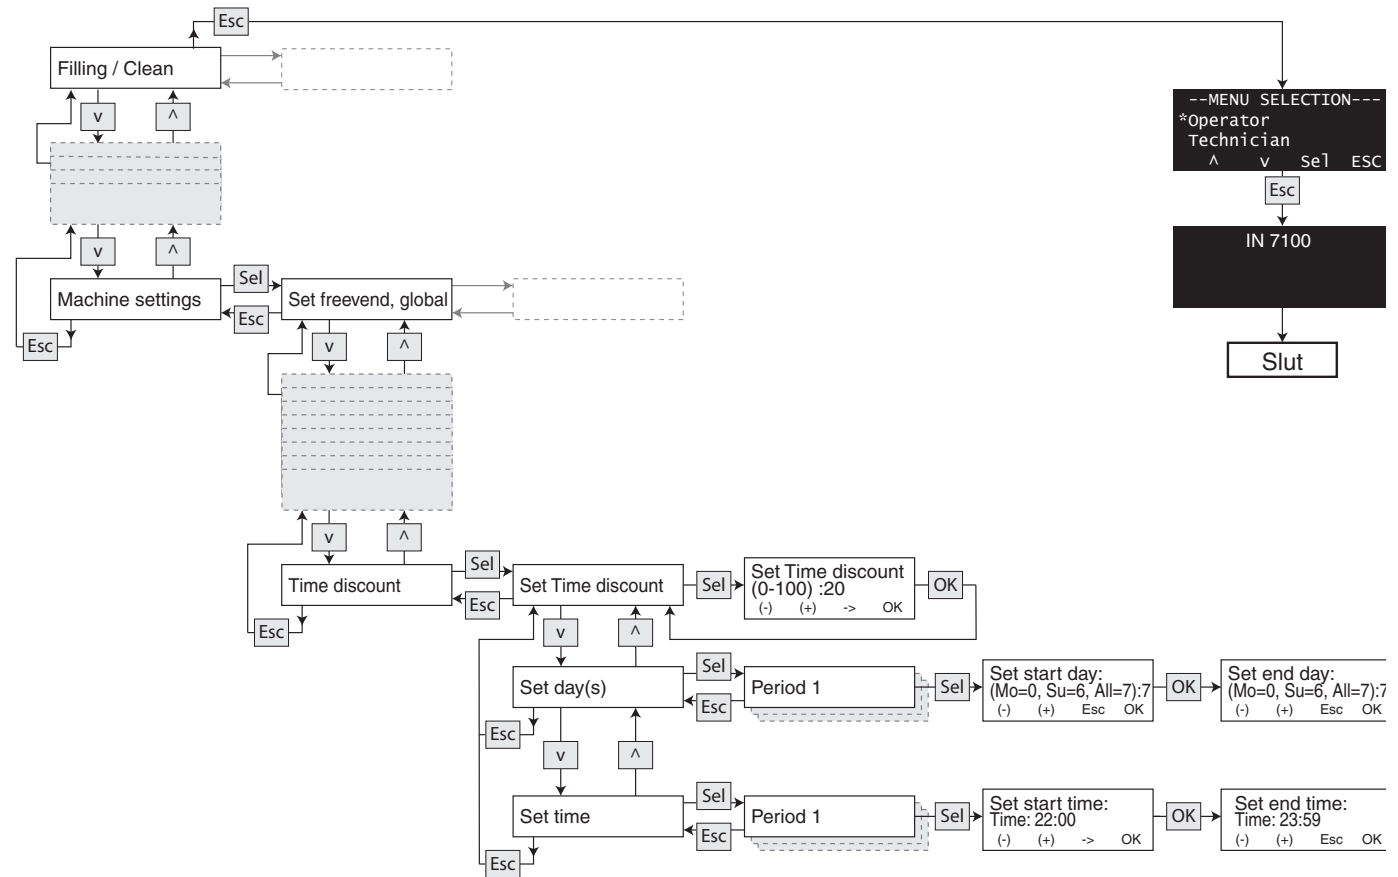 Esc
Filling / Clean
v ^
--MENU SELECTION---
*Operator
Technician
^ v Sel ESC
Esc
IN 7100
Slut
v ^
Machine settings
Sel
Esc
Set freevend, global
Esc
v ^
v ^
Time discount
Sel
Esc
Set Time discount
Sel
Set Time discount
(0-100) :20
(-) (+) -> OK
OK
Esc
v ^
Set day(s)
Sel
Esc
Period 1
Sel
Set start day:
(Mo=0, Su=6, All=7):7
(-) (+) Esc OK
OK
Set end day:
(Mo=0, Su=6, All=7):7
(-) (+) Esc OK
Esc
v ^
Set time
Sel
Esc
Period 1
Sel
Set start time:
Time: 22:00
(-) (+) -> OK
OK
Set end time:
Time: 23:59
(-) (+) Esc OK
Esc